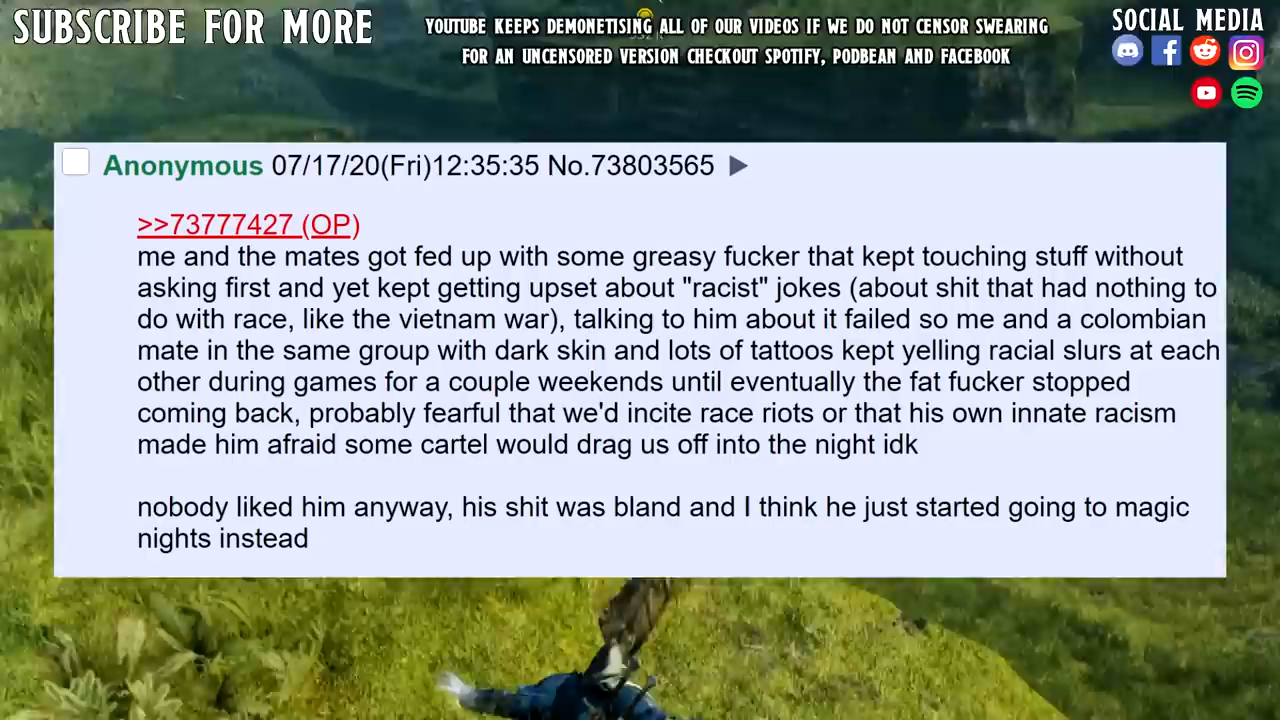 SUBSCRIBE FOR MORE
YOUTUBE KEEPS DEMONETISING ALL OF OUR VIDEOS IF WE DO NOT CENSOR SWEARING
FOR AN UNCENSORED VERSION CHECKOUT SPOTIFY, PODBEAN AND FACEBOOK
SOCIAL MEDIA
Anonymous 07/17/20(Fri)12:35:35 No.73803565 ▶
>>73777427 (OP)
me and the mates got fed up with some greasy fucker that kept touching stuff without
asking first and yet kept getting upset about "racist" jokes (about shit that had nothing to
do with race, like the vietnam war), talking to him about it failed so me and a colombian
mate in the same group with dark skin and lots of tattoos kept yelling racial slurs at each
other during games for a couple weekends until eventually the fat fucker stopped
coming back, probably fearful that we'd incite race riots or that his own innate racism
made him afraid some cartel would drag us off into the night idk
nobody liked him anyway, his shit was bland and I think he just started going to magic
nights instead